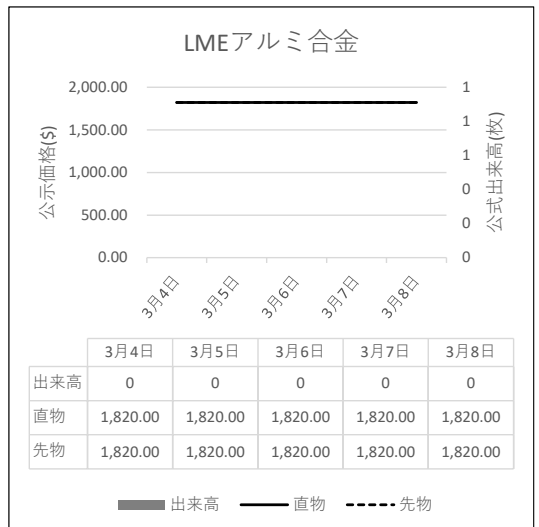 LMEアルミ合金
公示価格($)
2,000.00
1,500.00
1,000.00
500.00
0.00
公式出来高(枚)
1
1
1
0
0
0
3月4日 3月5日 3月6日 3月7日 3月8日
3月4日 3月5日 3月6日 3月7日 3月8日
出来高 0 0 0 0 0
直物 1,820.00 1,820.00 1,820.00 1,820.00 1,820.00
先物 1,820.00 1,820.00 1,820.00 1,820.00 1,820.00
出来高 直物 先物